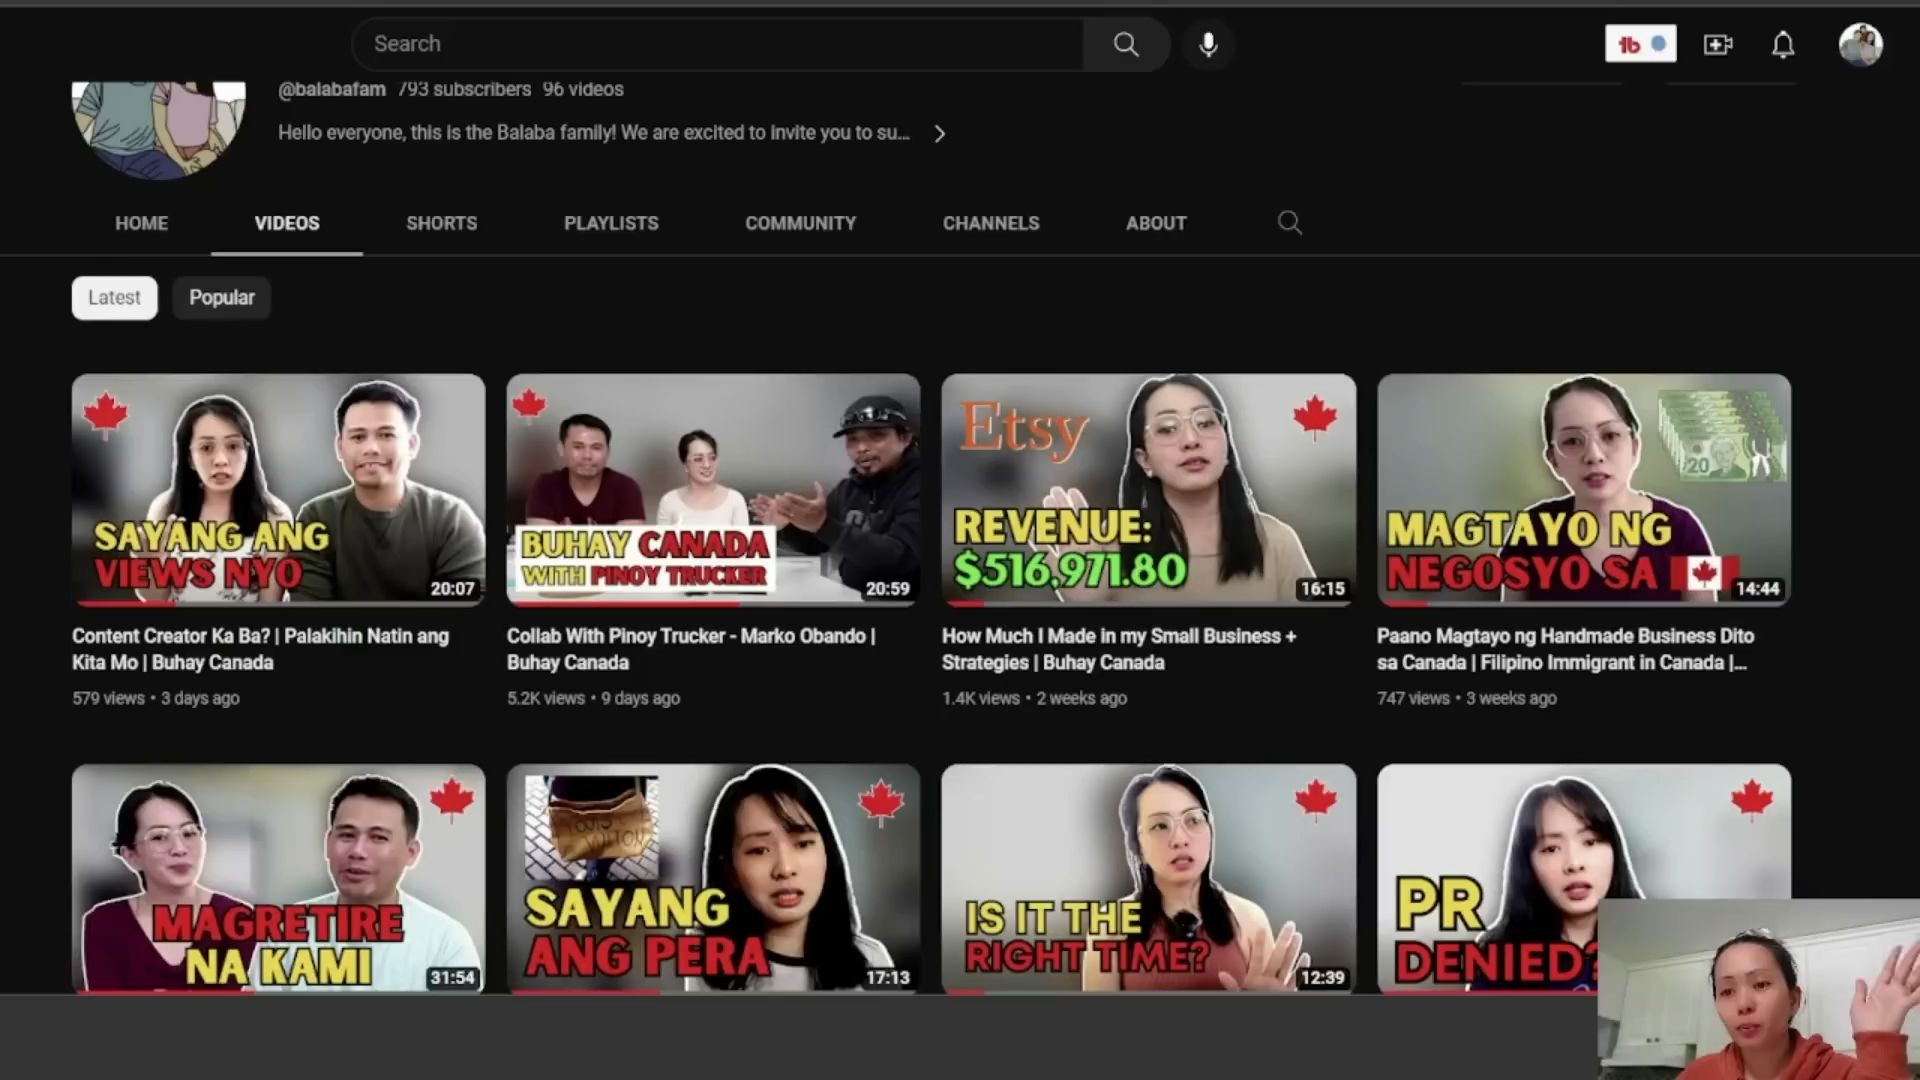 Search
@balabafam 793 subscribers 96 videos
Hello everyone, this is the Balaba family! We are excited to invite you to su...
HOME VIDEOS SHORTS PLAYLISTS COMMUNITY CHANNELS ABOUT
Latest Popular
SAYANG ANG
VIEWS NYO
20:07
BUHAY CANADA
WITH PINOY TRUCKER
20:59
Etsy
REVENUE:
$516,971.80
16:15
20
MAGTAYO NG
NEGOSYO SA
14:44
Content Creator Ka Ba? | Palakihin Natin ang
Kita Mo | Buhay Canada
579 views • 3 days ago
Collab With Pinoy Trucker - Marko Obando |
Buhay Canada
5.2K views • 9 days ago
How Much I Made in my Small Business +
Strategies | Buhay Canada
1.4K views • 2 weeks ago
Paano Magtayo ng Handmade Business Dito
sa Canada | Filipino Immigrant in Canada |...
747 views • 3 weeks ago
MAGRETIRE
NA KAMI
31:54
SAYANG
ANG PERA
17:13
IS IT THE
RIGHT TIME?
12:39
PR
DENIED?